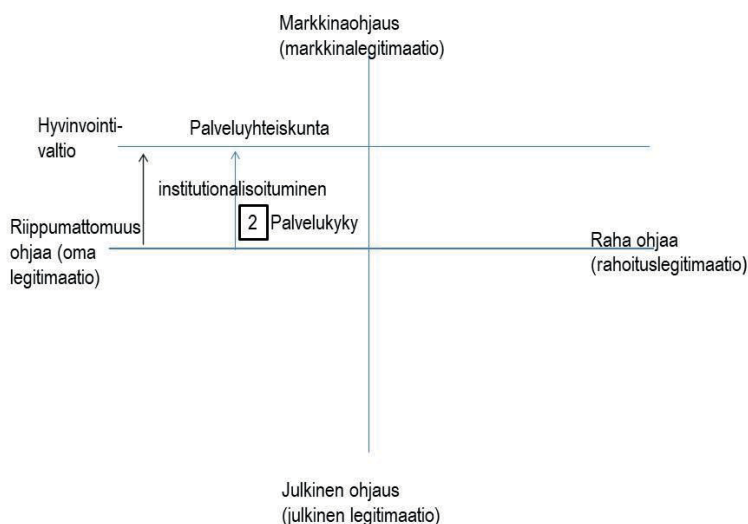 Markkinaohjaus
(markkinalegitimaatio)
Hyvinvointi-
valtio
Palveluyhteiskunta
institutionalisoituminen
2 Palvelukyky
Riippumattomuus
ohjaa (oma
legitimaatio)
Raha ohjaa
(rahoituslegitimaatio)
Julkinen ohjaus
(julkinen legitimaatio)